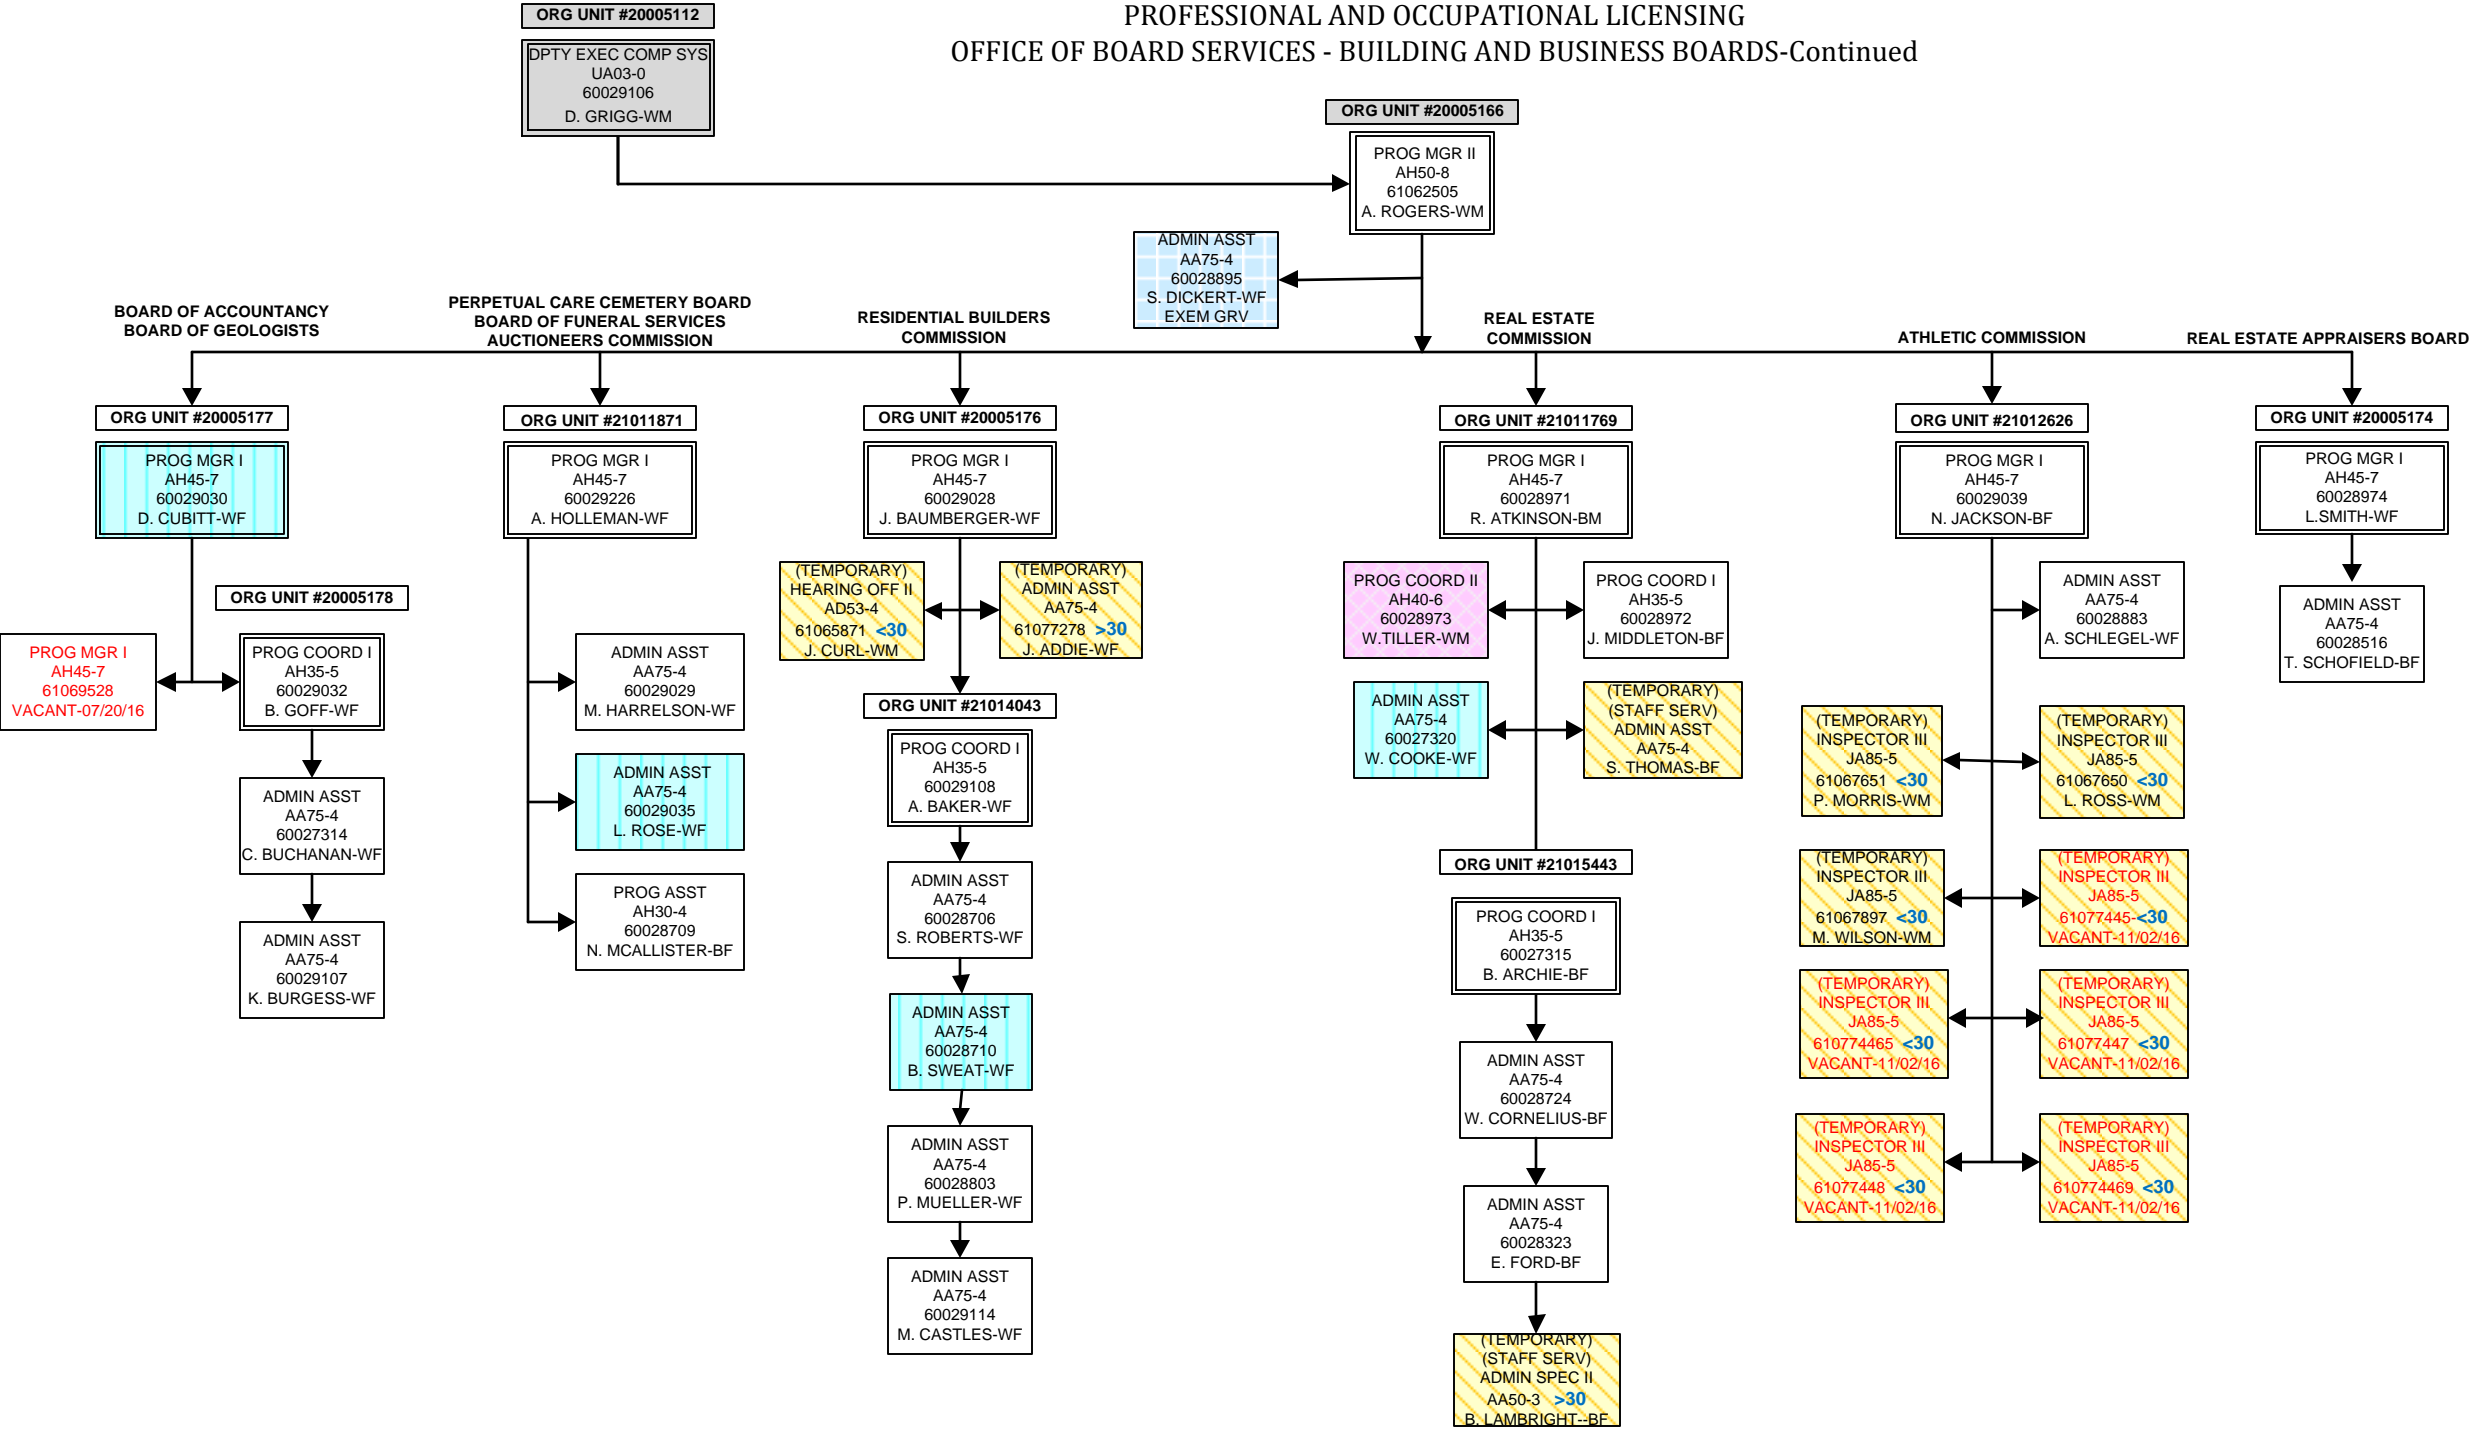 PROFESSIONAL AND OCCUPATIONAL LICENSING
OFFICE OF BOARD SERVICES - BUILDING AND BUSINESS BOARDS-Continued
ORG UNIT #20005112
DPTY EXEC COMP SYS
UA03-0
60029106
D. GRIGG-WM
ORG UNIT #20005166
PROG MGR II
AH50-8
61062505
A. ROGERS-WM
ADMIN ASST
AA75-4
60028895
S. DICKERT-WF
EXEM GRV
BOARD OF ACCOUNTANCY
BOARD OF GEOLOGISTS
ORG UNIT #20005177
PROG MGR I
AH45-7
60029030
D. CUBITT-WF
PROG MGR I
AH45-7
61069528
VACANT-07/20/16
ORG UNIT #20005178
PROG COORD I
AH35-5
60029032
B. GOFF-WF
ADMIN ASST
AA75-4
60027314
C. BUCHANAN-WF
ADMIN ASST
AA75-4
60029107
K. BURGESS-WF
PERPETUAL CARE CEMETERY BOARD
BOARD OF FUNERAL SERVICES
AUCTIONEERS COMMISSION
ORG UNIT #21011871
PROG MGR I
AH45-7
60029226
A. HOLLEMAN-WF
ADMIN ASST
AA75-4
60029029
M. HARRELSON-WF
ADMIN ASST
AA75-4
60029035
L. ROSE-WF
PROG ASST
AH30-4
60028709
N. MCALLISTER-BF
RESIDENTIAL BUILDERS
COMMISSION
ORG UNIT #20005176
PROG MGR I
AH45-7
60029028
J. BAUMBERGER-WF
(TEMPORARY)
HEARING OFF II
AD53-4
61065871 <30
J. CURL-WM
(TEMPORARY)
ADMIN ASST
AA75-4
61077278 >30
J. ADDIE-WF
ORG UNIT #21014043
PROG COORD I
AH35-5
60029108
A. BAKER-WF
ADMIN ASST
AA75-4
60028706
S. ROBERTS-WF
ADMIN ASST
AA75-4
60028710
B. SWEAT-WF
ADMIN ASST
AA75-4
60028803
P. MUELLER-WF
ADMIN ASST
AA75-4
60029114
M. CASTLES-WF
REAL ESTATE
COMMISSION
ORG UNIT #21011769
PROG MGR I
AH45-7
60028971
R. ATKINSON-BM
PROG COORD II
AH40-6
60028973
W.TILLER-WM
PROG COORD I
AH35-5
60028972
J. MIDDLETON-BF
ADMIN ASST
AA75-4
60027320
W. COOKE-WF
(TEMPORARY)
(STAFF SERV)
ADMIN ASST
AA75-4
S. THOMAS-BF
ORG UNIT #21015443
PROG COORD I
AH35-5
60027315
B. ARCHIE-BF
ADMIN ASST
AA75-4
60028724
W. CORNELIUS-BF
ADMIN ASST
AA75-4
60028323
E. FORD-BF
(TEMPORARY)
(STAFF SERV)
ADMIN SPEC II
AA50-3 >30
B. LAMBRIGHT--BF
ATHLETIC COMMISSION
ORG UNIT #21012626
PROG MGR I
AH45-7
60029039
N. JACKSON-BF
ADMIN ASST
AA75-4
60028883
A. SCHLEGEL-WF
(TEMPORARY)
INSPECTOR III
JA85-5
61067651 <30
P. MORRIS-WM
(TEMPORARY)
INSPECTOR III
JA85-5
61067650 <30
L. ROSS-WM
(TEMPORARY)
INSPECTOR III
JA85-5
61067897 <30
M. WILSON-WM
(TEMPORARY)
INSPECTOR III
JA85-5
61077445-<30
VACANT-11/02/16
(TEMPORARY)
INSPECTOR III
JA85-5
610774465 <30
VACANT-11/02/16
(TEMPORARY)
INSPECTOR III
JA85-5
61077447 <30
VACANT-11/02/16
(TEMPORARY)
INSPECTOR III
JA85-5
61077448 <30
VACANT-11/02/16
(TEMPORARY)
INSPECTOR III
JA85-5
610774469 <30
VACANT-11/02/16
REAL ESTATE APPRAISERS BOARD
ORG UNIT #20005174
PROG MGR I
AH45-7
60028974
L.SMITH-WF
ADMIN ASST
AA75-4
60028516
T. SCHOFIELD-BF